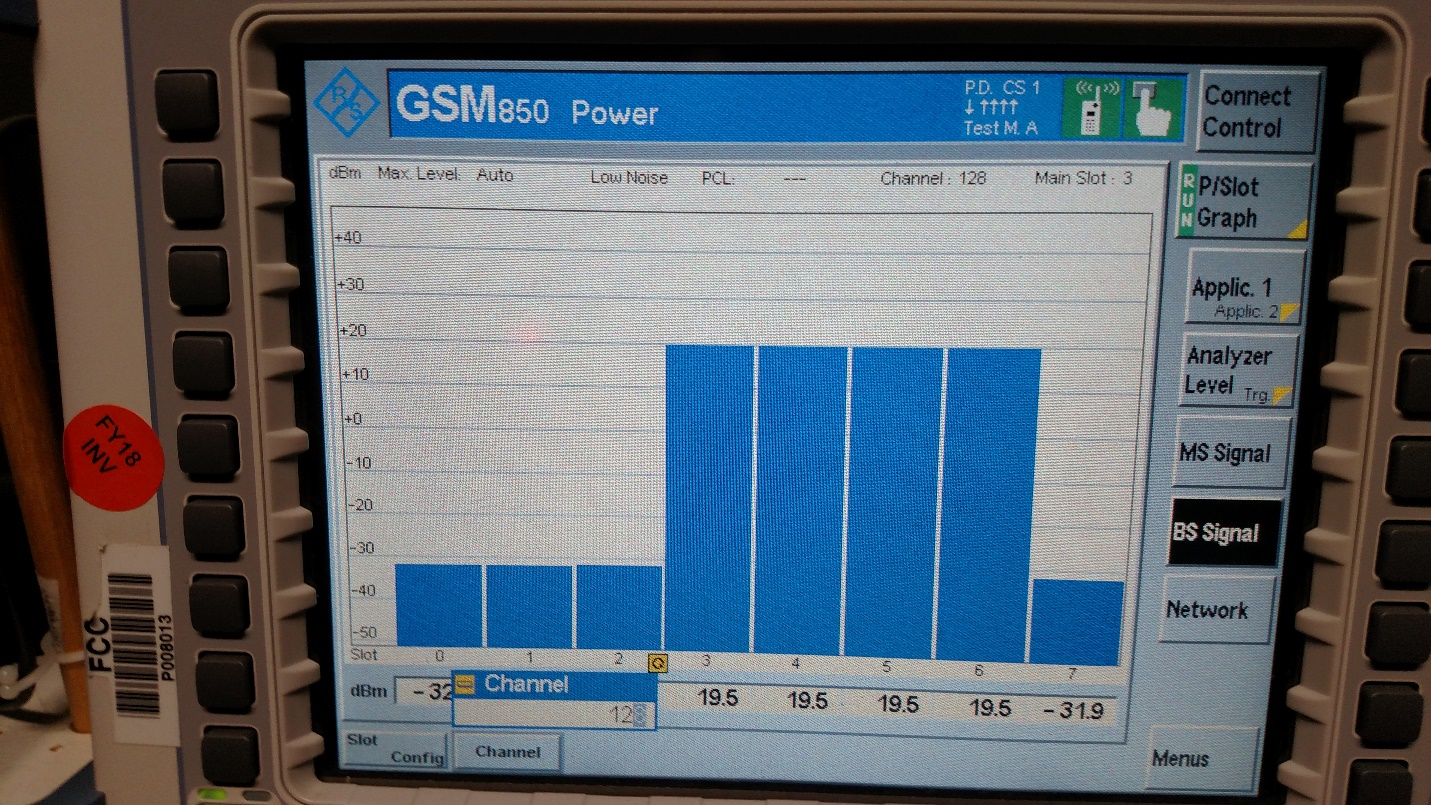 R S
GSM850 Power
P.D. CS 1
↓↑↑↑↑
Test M. A
Connect
Control
dBm Max. Level: Auto Low Noise PCL: --- Channel : 128 Main Slot : 3
RUN
P/Slot
Graph
Applic. 1
Applic. 2
Analyzer
Level Trg.
MS Signal
BS Signal
Network
Menus
+40
+30
+20
+10
+0
-10
-20
-30
-40
-50
Slot 0 1 2 3 4 5 6 7
dBm -32 19.5 19.5 19.5 19.5 -31.9
Channel
128
Slot
Config
Channel
FY18
INV
FCC
P008013